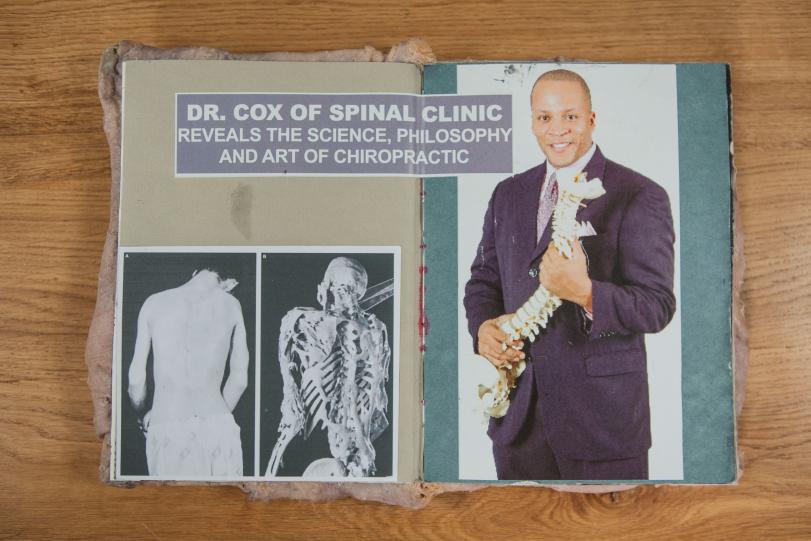 DR. COX OF SPINAL CLINIC
REVEALS THE SCIENCE, PHILOSOPHY
AND ART OF CHIROPRACTIC
A
B